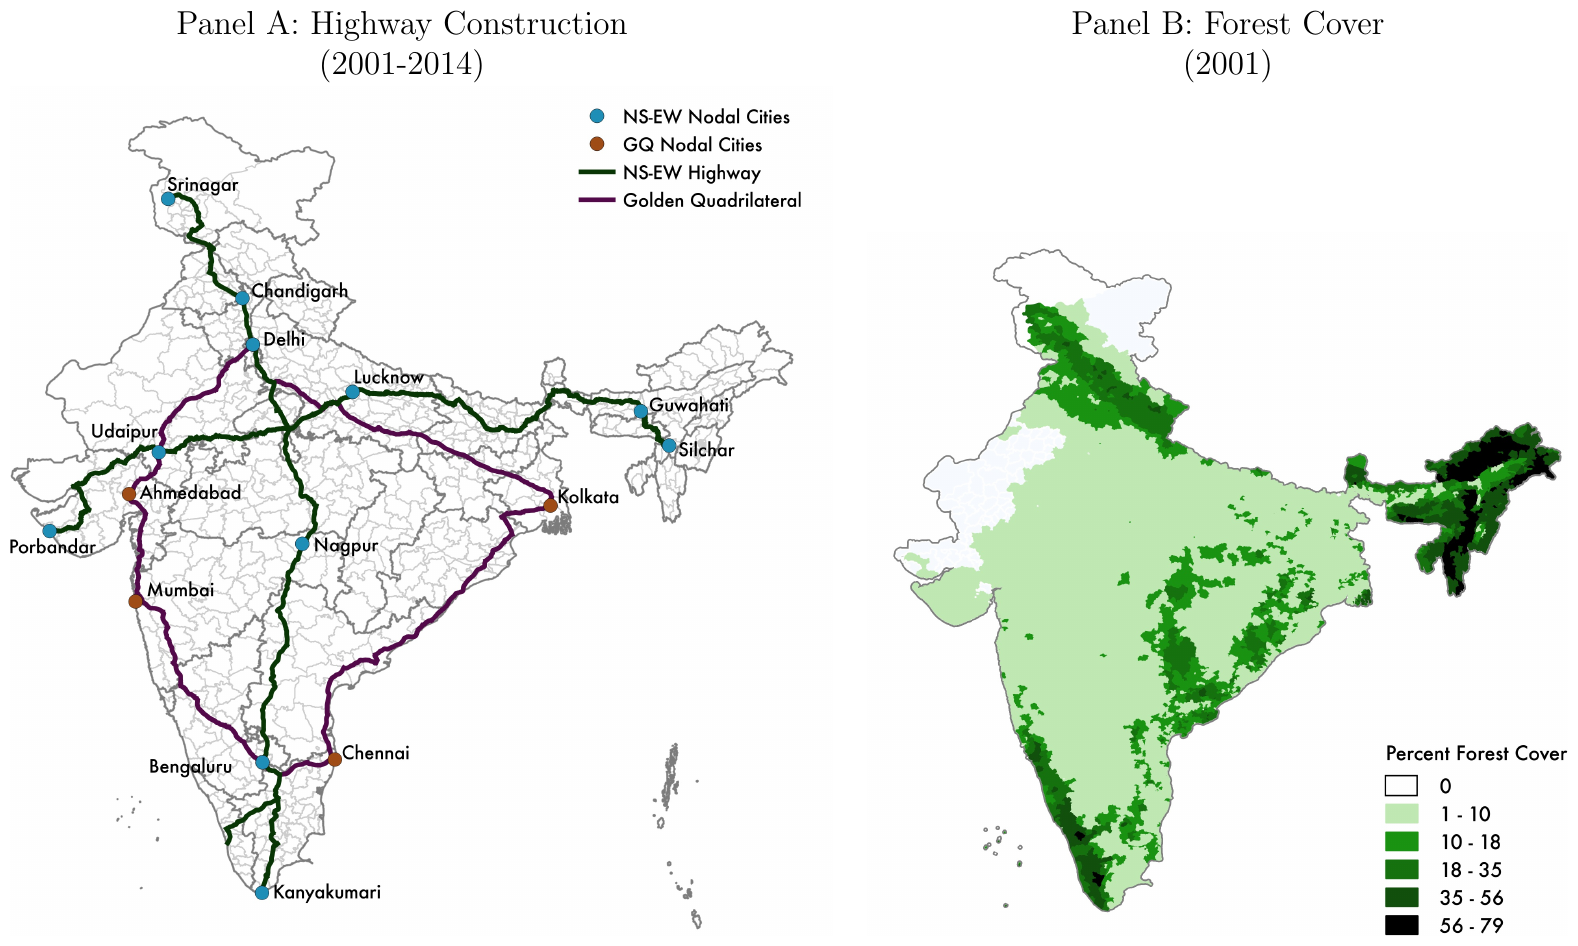 Panel A: Highway Construction
(2001-2014)
NS-EW Nodal Cities
GQ Nodal Cities
NS-EW Highway
Golden Quadrilateral
Srinagar
Chandigarh
Delhi
Lucknow
Guwahati
Udaipur
Silchar
Ahmedabad
Kolkata
Porbandar
Nagpur
Mumbai
Chennai
Bengaluru
Kanyakumari
Panel B: Forest Cover
(2001)
Percent Forest Cover
0
1 - 10
10 - 18
18 - 35
35 - 56
56 - 79